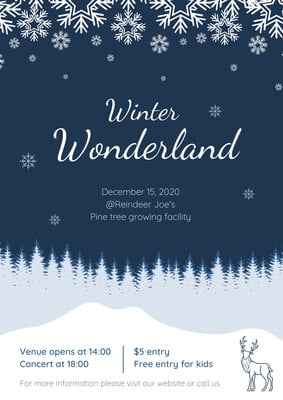 Winter
Wonderland
December 15, 2020
@Reindeer Joe's
Pine tree growing facility
Venue opens at 14:00
Concert at 18:00
$5 entry
Free entry for kids
For more information please visit our website or call us